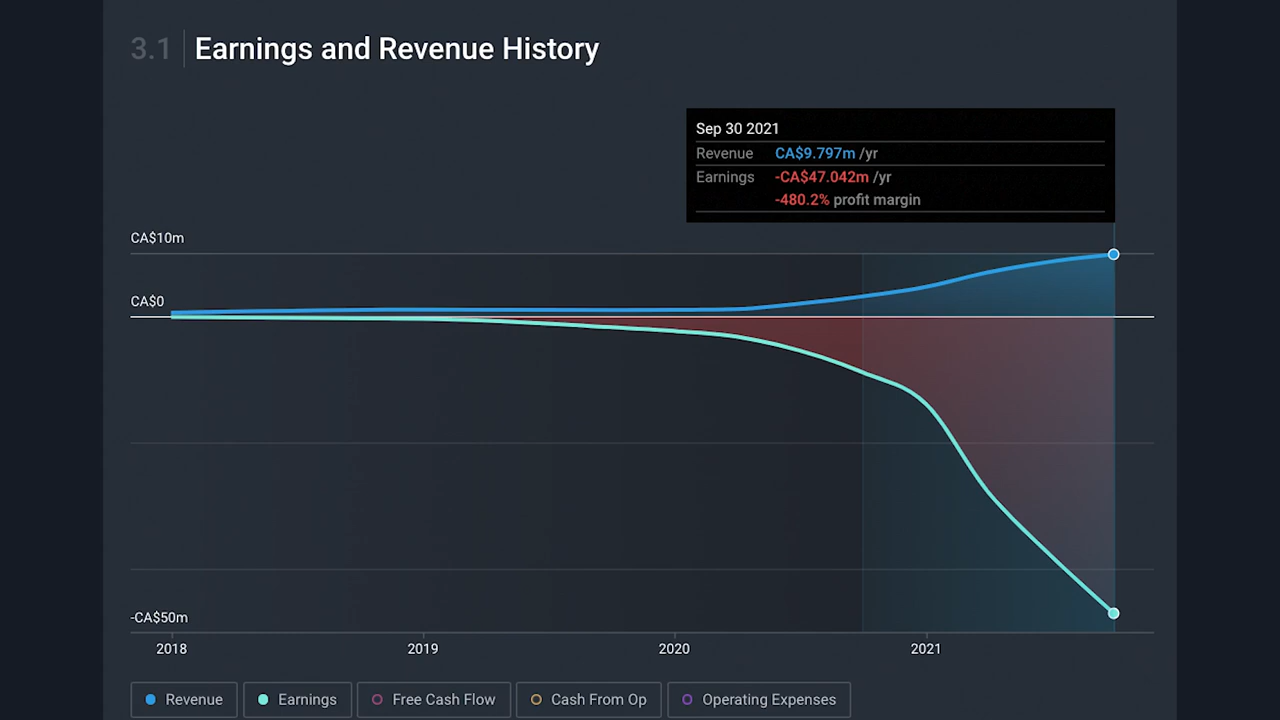 3.1 Earnings and Revenue History
Sep 30 2021
Revenue CA$9.797m /yr
Earnings -CA$47.042m /yr
-480.2% profit margin
CA$10m
CA$0
-CA$50m
2018 2019 2020 2021
Revenue Earnings Free Cash Flow Cash From Op Operating Expenses